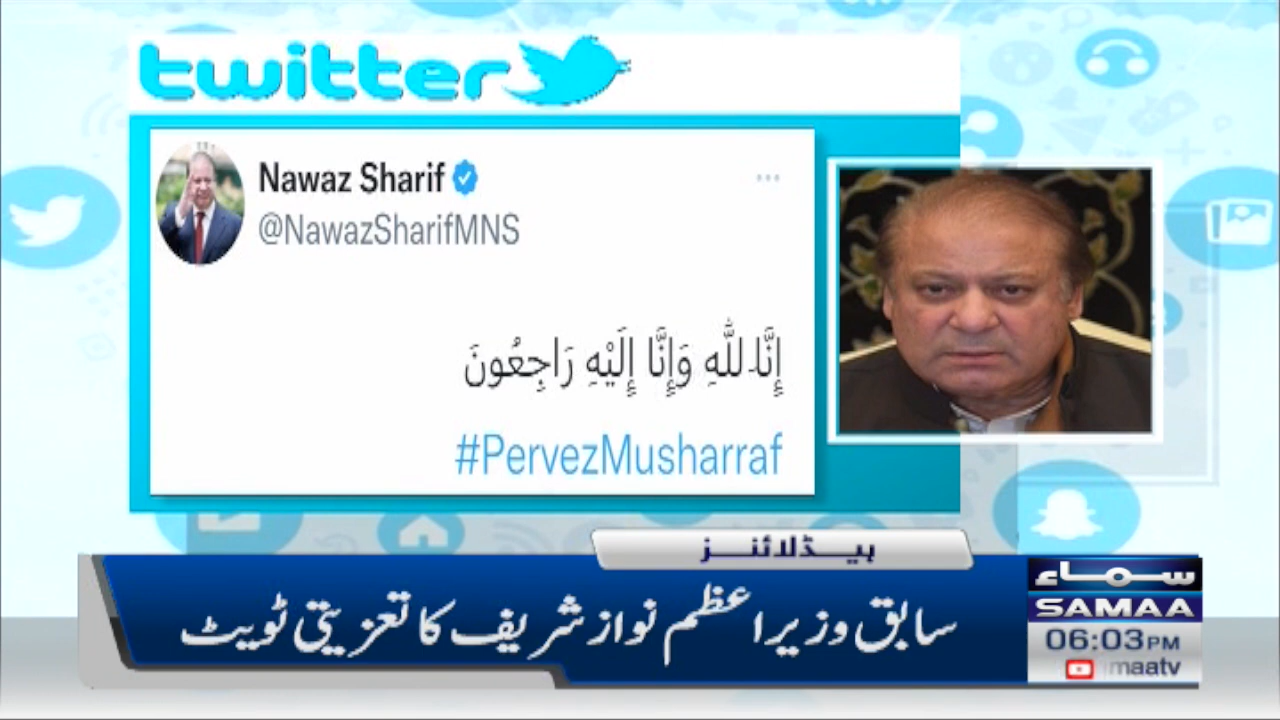 twitter
Nawaz Sharif
@NawazSharifMNS
إِنَّا لِلَّٰهِ وَإِنَّا إِلَيْهِ رَاجِعُونَ
#PervezMusharraf
ہیڈلائنز
سابق وزیراعظم نواز شریف کا تعزیتی ٹویٹ
سماء
SAMAA
06:03PM
maatv